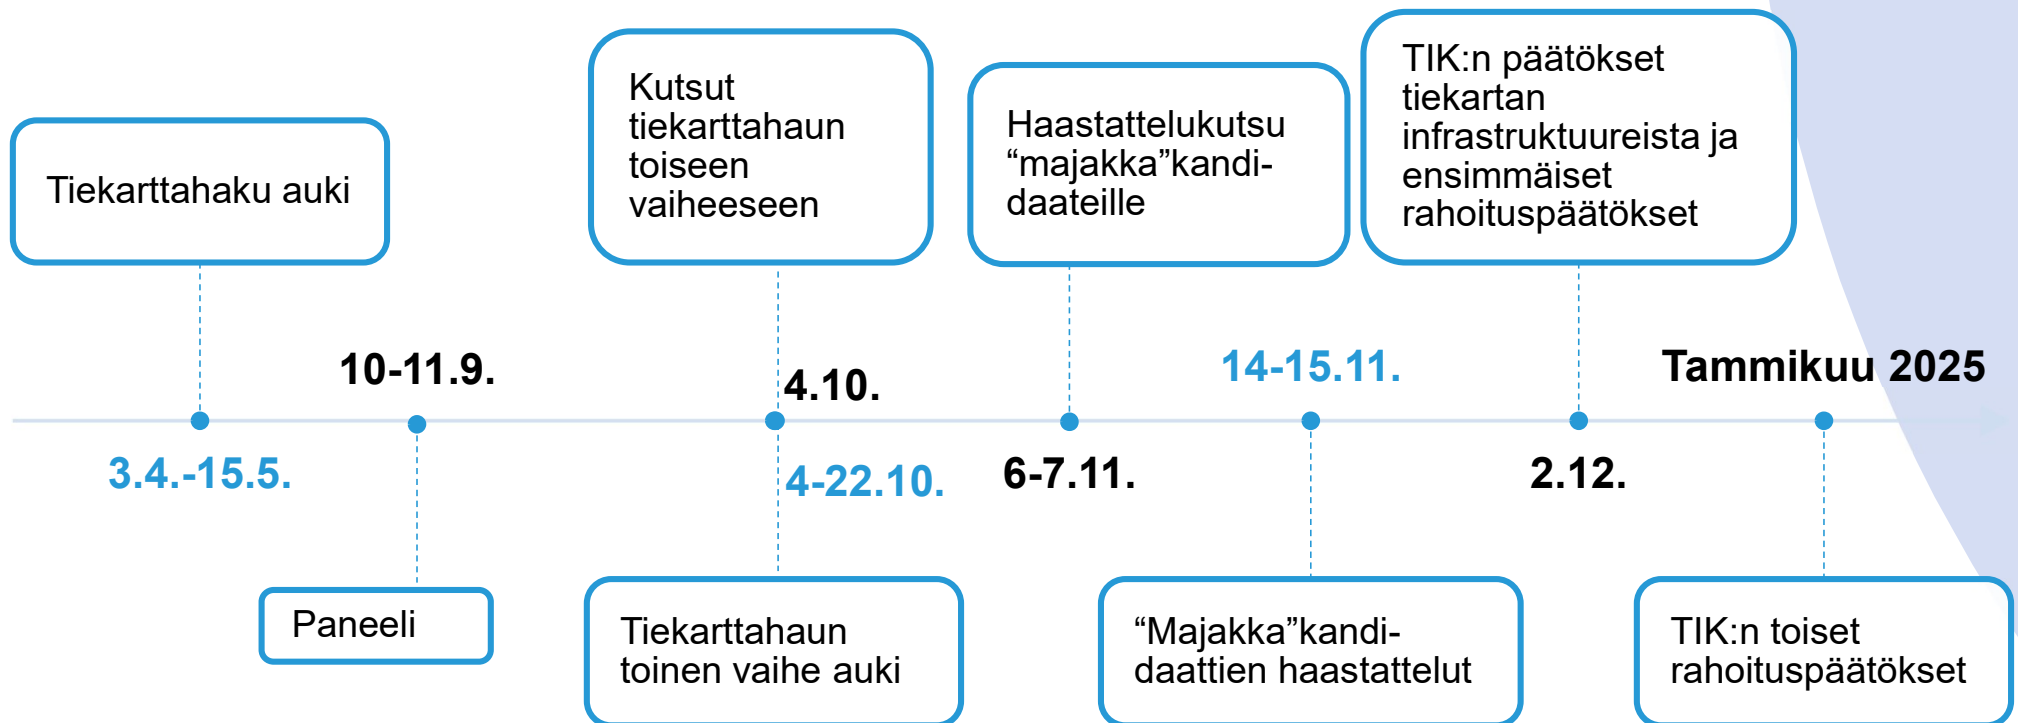 Tiekarttahaku auki
3.4.-15.5.
10-11.9.
Paneeli
Kutsut
tiekarttahaun
toiseen
vaiheeseen
4.10.
4-22.10.
Tiekarttahaun
toinen vaihe auki
Haastattelukutsu
“majakka”kandi-
daateille
6-7.11.
14-15.11.
“Majakka”kandi-
daattien haastattelut
TIK:n päätökset
tiekartan
infrastruktuureista ja
ensimmäiset
rahoituspäätökset
2.12.
Tammikuu 2025
TIK:n toiset
rahoituspäätökset